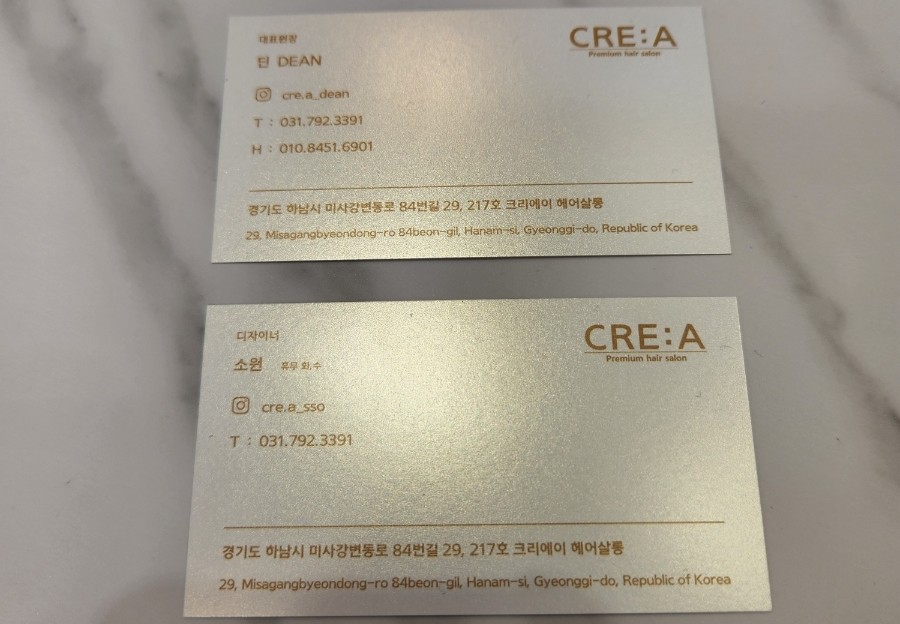 대표원장
CRE:A
Premium hair salon
딘 DEAN
cre.a_dean
T : 031.792.3391
H : 010.8451.6901
경기도 하남시 미사강변동로 84번길 29, 217호 크리에이 헤어살롱
29, Misagangbyeondong-ro 84beon-gil, Hanam-si, Gyeonggi-do, Republic of Korea
디자이너
CRE:A
Premium hair salon
소원 휴무 화,수
cre.a_sso
T : 031.792.3391
경기도 하남시 미사강변동로 84번길 29, 217호 크리에이 헤어살롱
29, Misagangbyeondong-ro 84beon-gil, Hanam-si, Gyeonggi-do, Republic of Korea